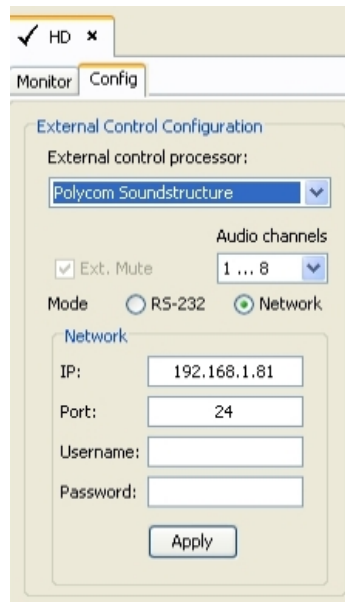 HD
Monitor Config
External Control Configuration
External control processor:
Polycom Soundstructure
Audio channels
Ext. Mute 1 ... 8
Mode RS-232 Network
Network
IP: 192.168.1.81
Port: 24
Username:
Password:
Apply